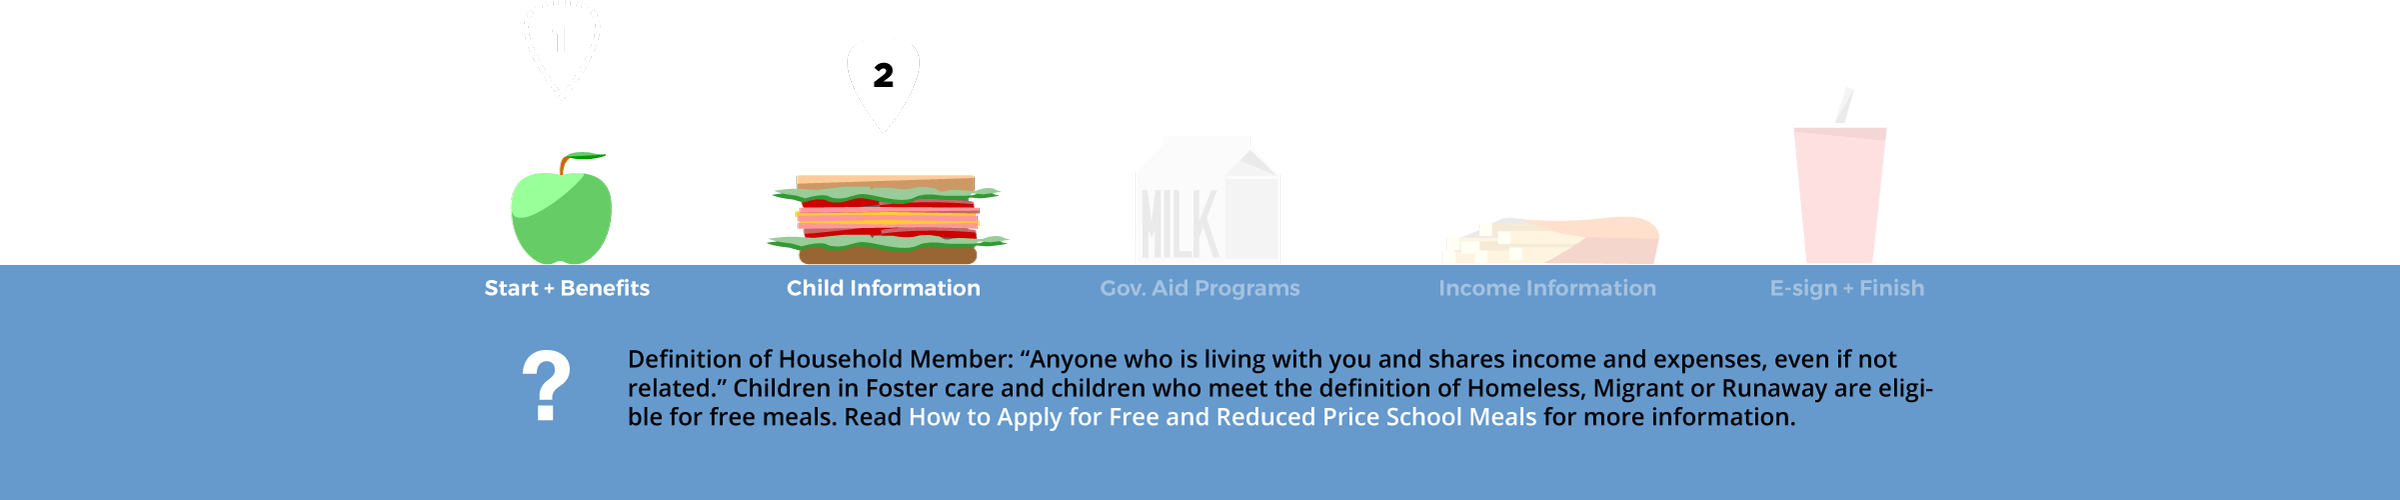 1
2
MILK
Start + Benefits
Child Information
Gov. Aid Programs
Income Information
E-sign + Finish
?
Definition of Household Member: “Anyone who is living with you and shares income and expenses, even if not
related.” Children in Foster care and children who meet the definition of Homeless, Migrant or Runaway are eligi-
ble for free meals. Read How to Apply for Free and Reduced Price School Meals for more information.